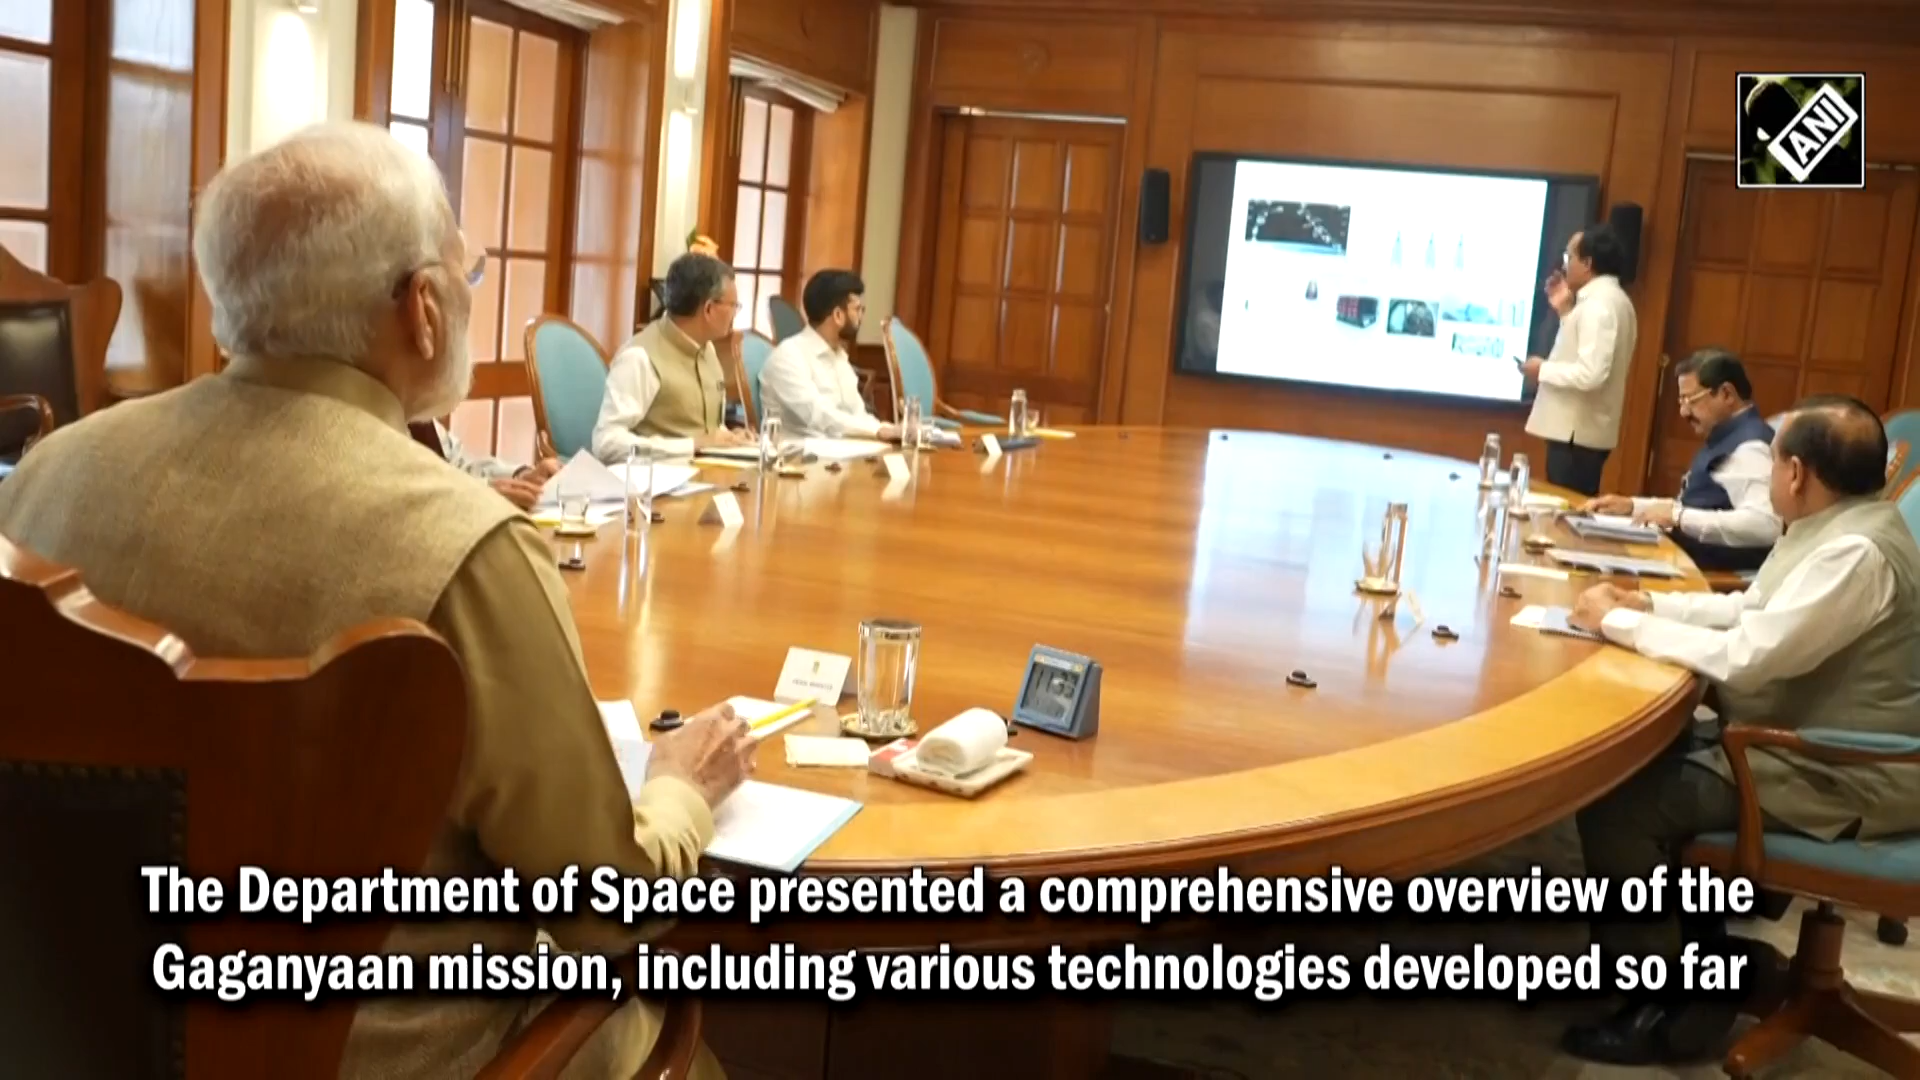 ANI
The Department of Space presented a comprehensive overview of the
Gaganyaan mission, including various technologies developed so far